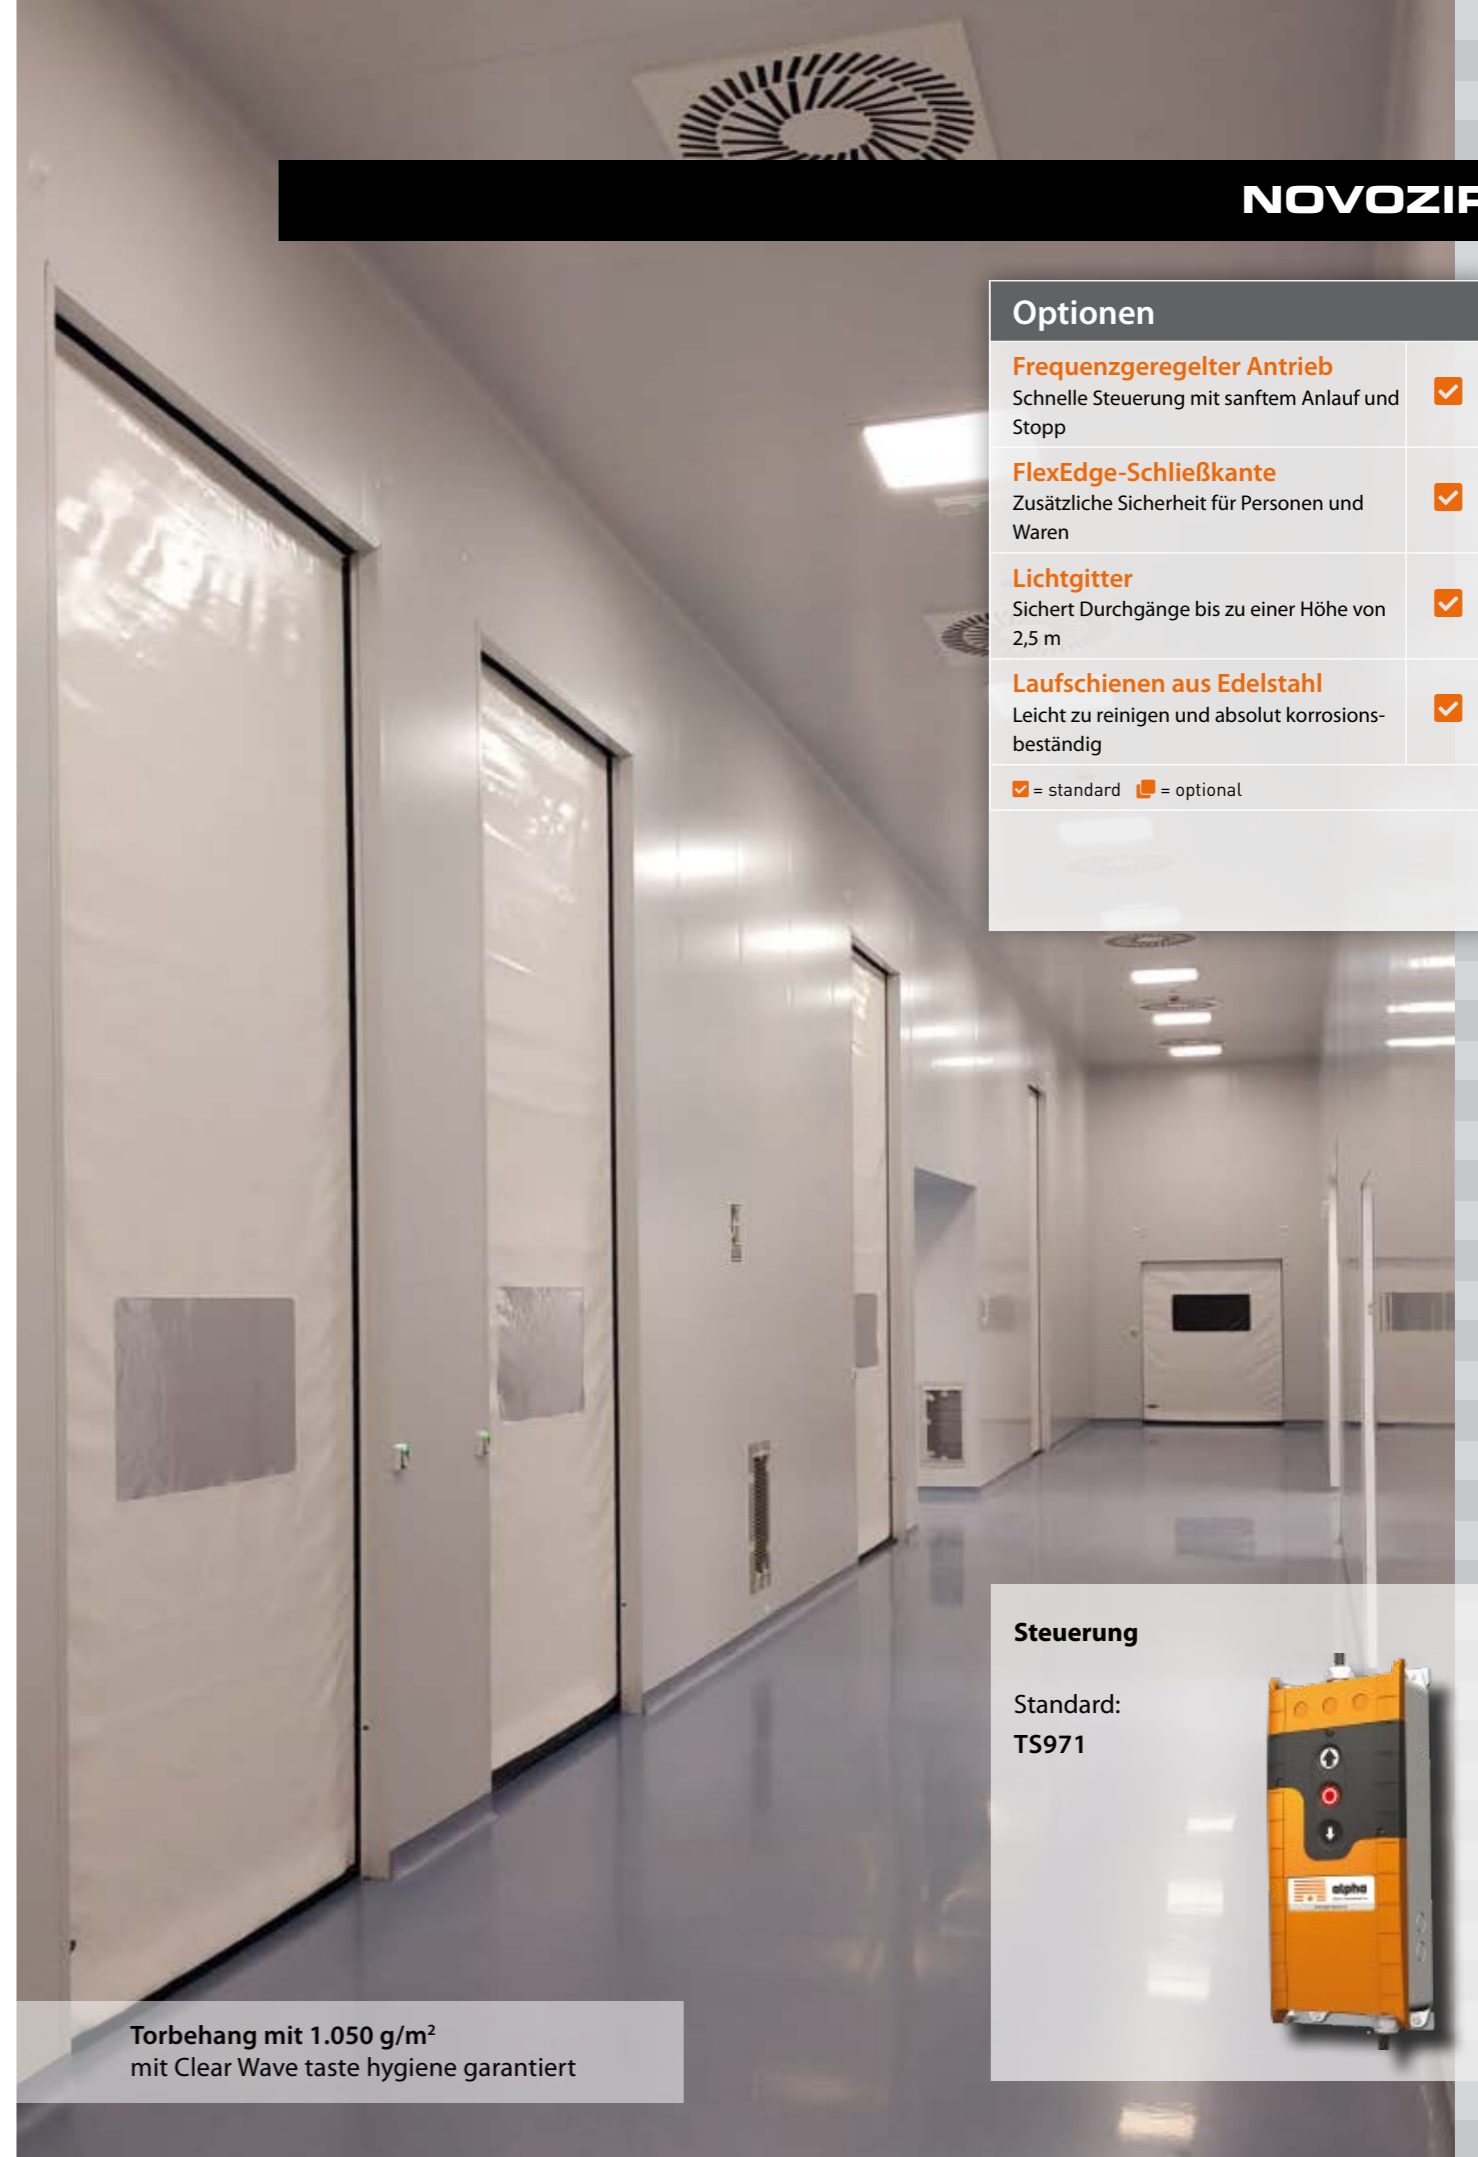 NOVOZIP
Optionen
Frequenzgeregelter Antrieb
Schnelle Steuerung mit sanftem Anlauf und
Stopp
FlexEdge-Schließkante
Zusätzliche Sicherheit für Personen und
Waren
Lichtgitter
Sichert Durchgänge bis zu einer Höhe von
2,5 m
Laufschienen aus Edelstahl
Leicht zu reinigen und absolut korrosions-
beständig
= standard = optional
Steuerung
Standard:
TS971
alpha
Torbehang mit 1.050 g/m²
mit Clear Wave taste hygiene garantiert